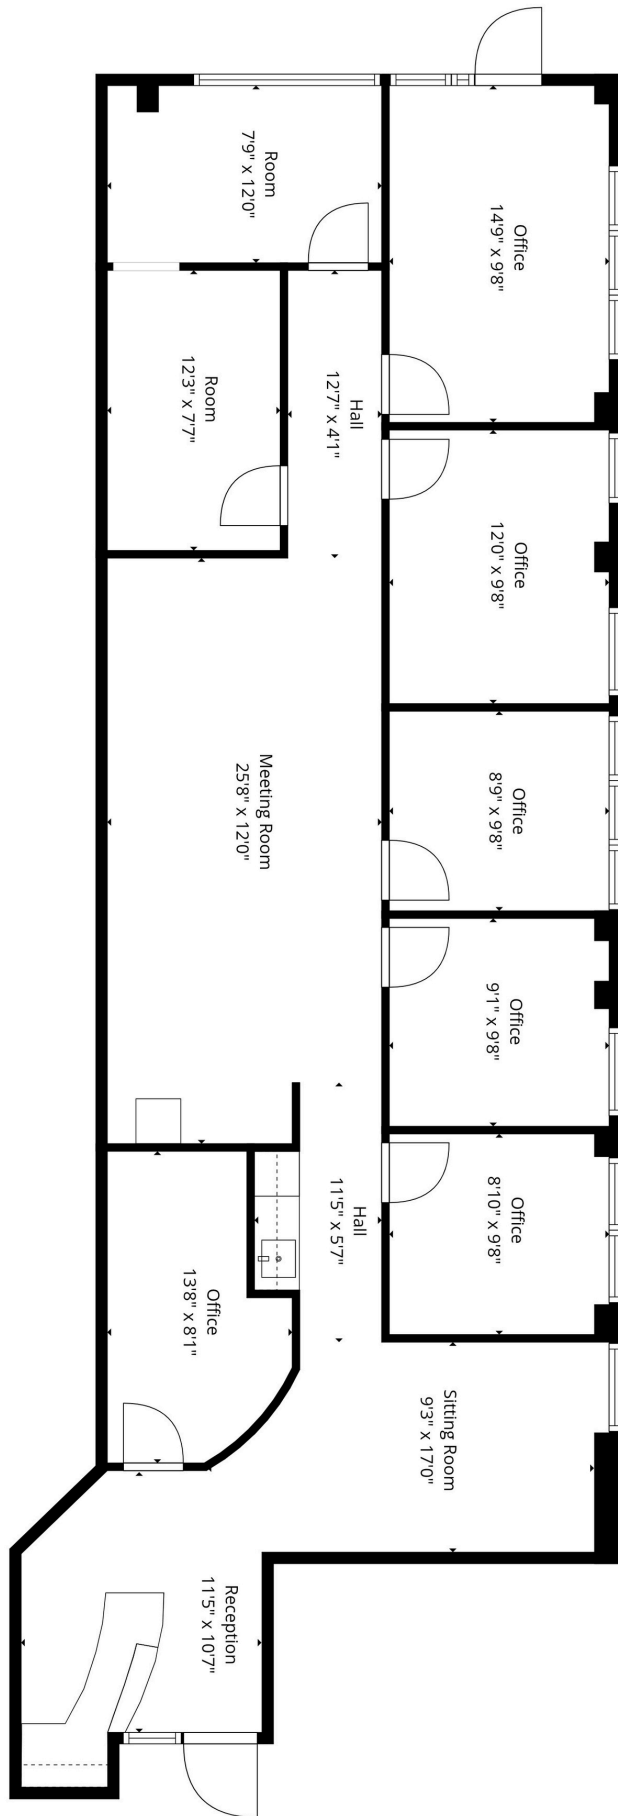 Room
7'9" x 12'0"
Office
14'9" x 9'8"
Room
12'3" x 7'7"
Hall
12'7" x 4'1"
Office
12'0" x 9'8"
Meeting Room
25'8" x 12'0"
Office
8'9" x 9'8"
Office
9'1" x 9'8"
Hall
11'5" x 5'7"
Office
8'10" x 9'8"
Office
13'8" x 8'1"
Sitting Room
9'3" x 17'0"
Reception
11'5" x 10'7"